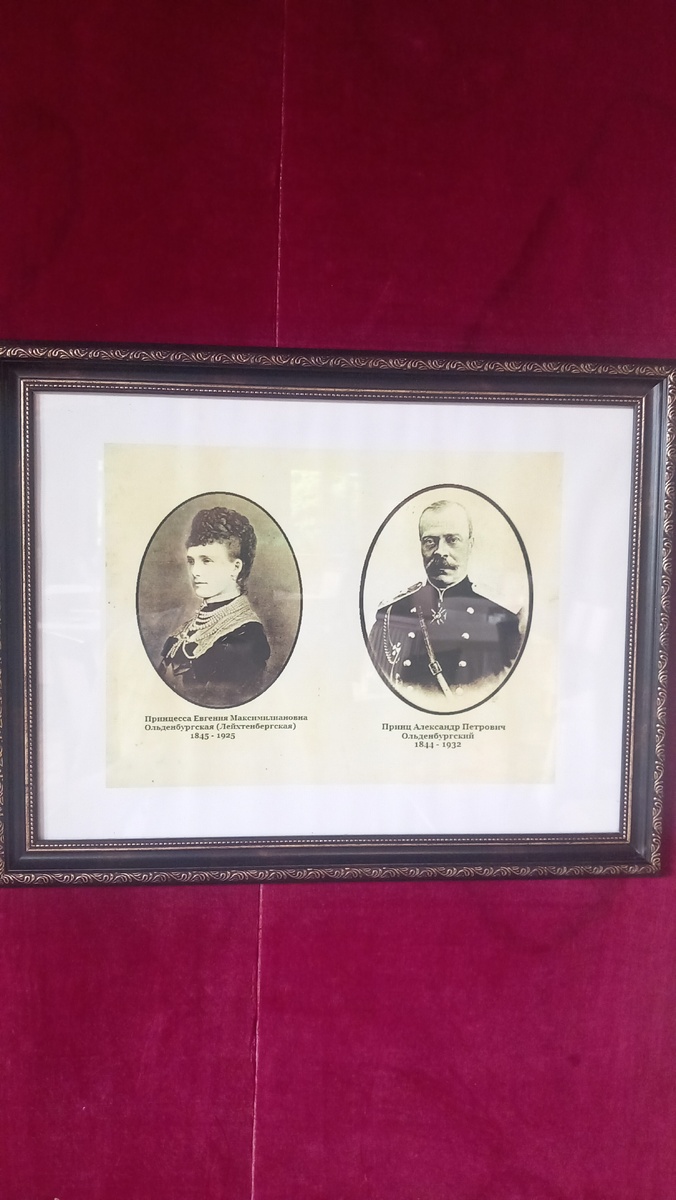 Принцесса Евгения Максимилиановна
Ольденбургская (Лейхтенбергская)
1845 - 1925
Принц Александр Петрович
Ольденбургский
1844 - 1932